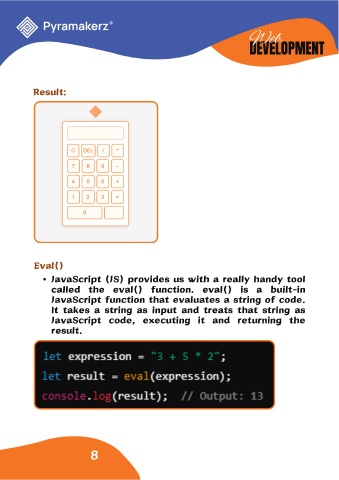 Pyramakerz®
Web
DEVELOPMENT
Result:
C DEL / *
7 8 9 -
4 5 6 +
1 2 3 =
0 .
Eval()
• JavaScript (JS) provides us with a really handy tool
called the eval() function. eval() is a built-in
JavaScript function that evaluates a string of code.
It takes a string as input and treats that string as
JavaScript code, executing it and returning the
result.
let expression = "3 + 5 * 2";
let result = eval(expression);
console.log(result);  // Output: 13
8